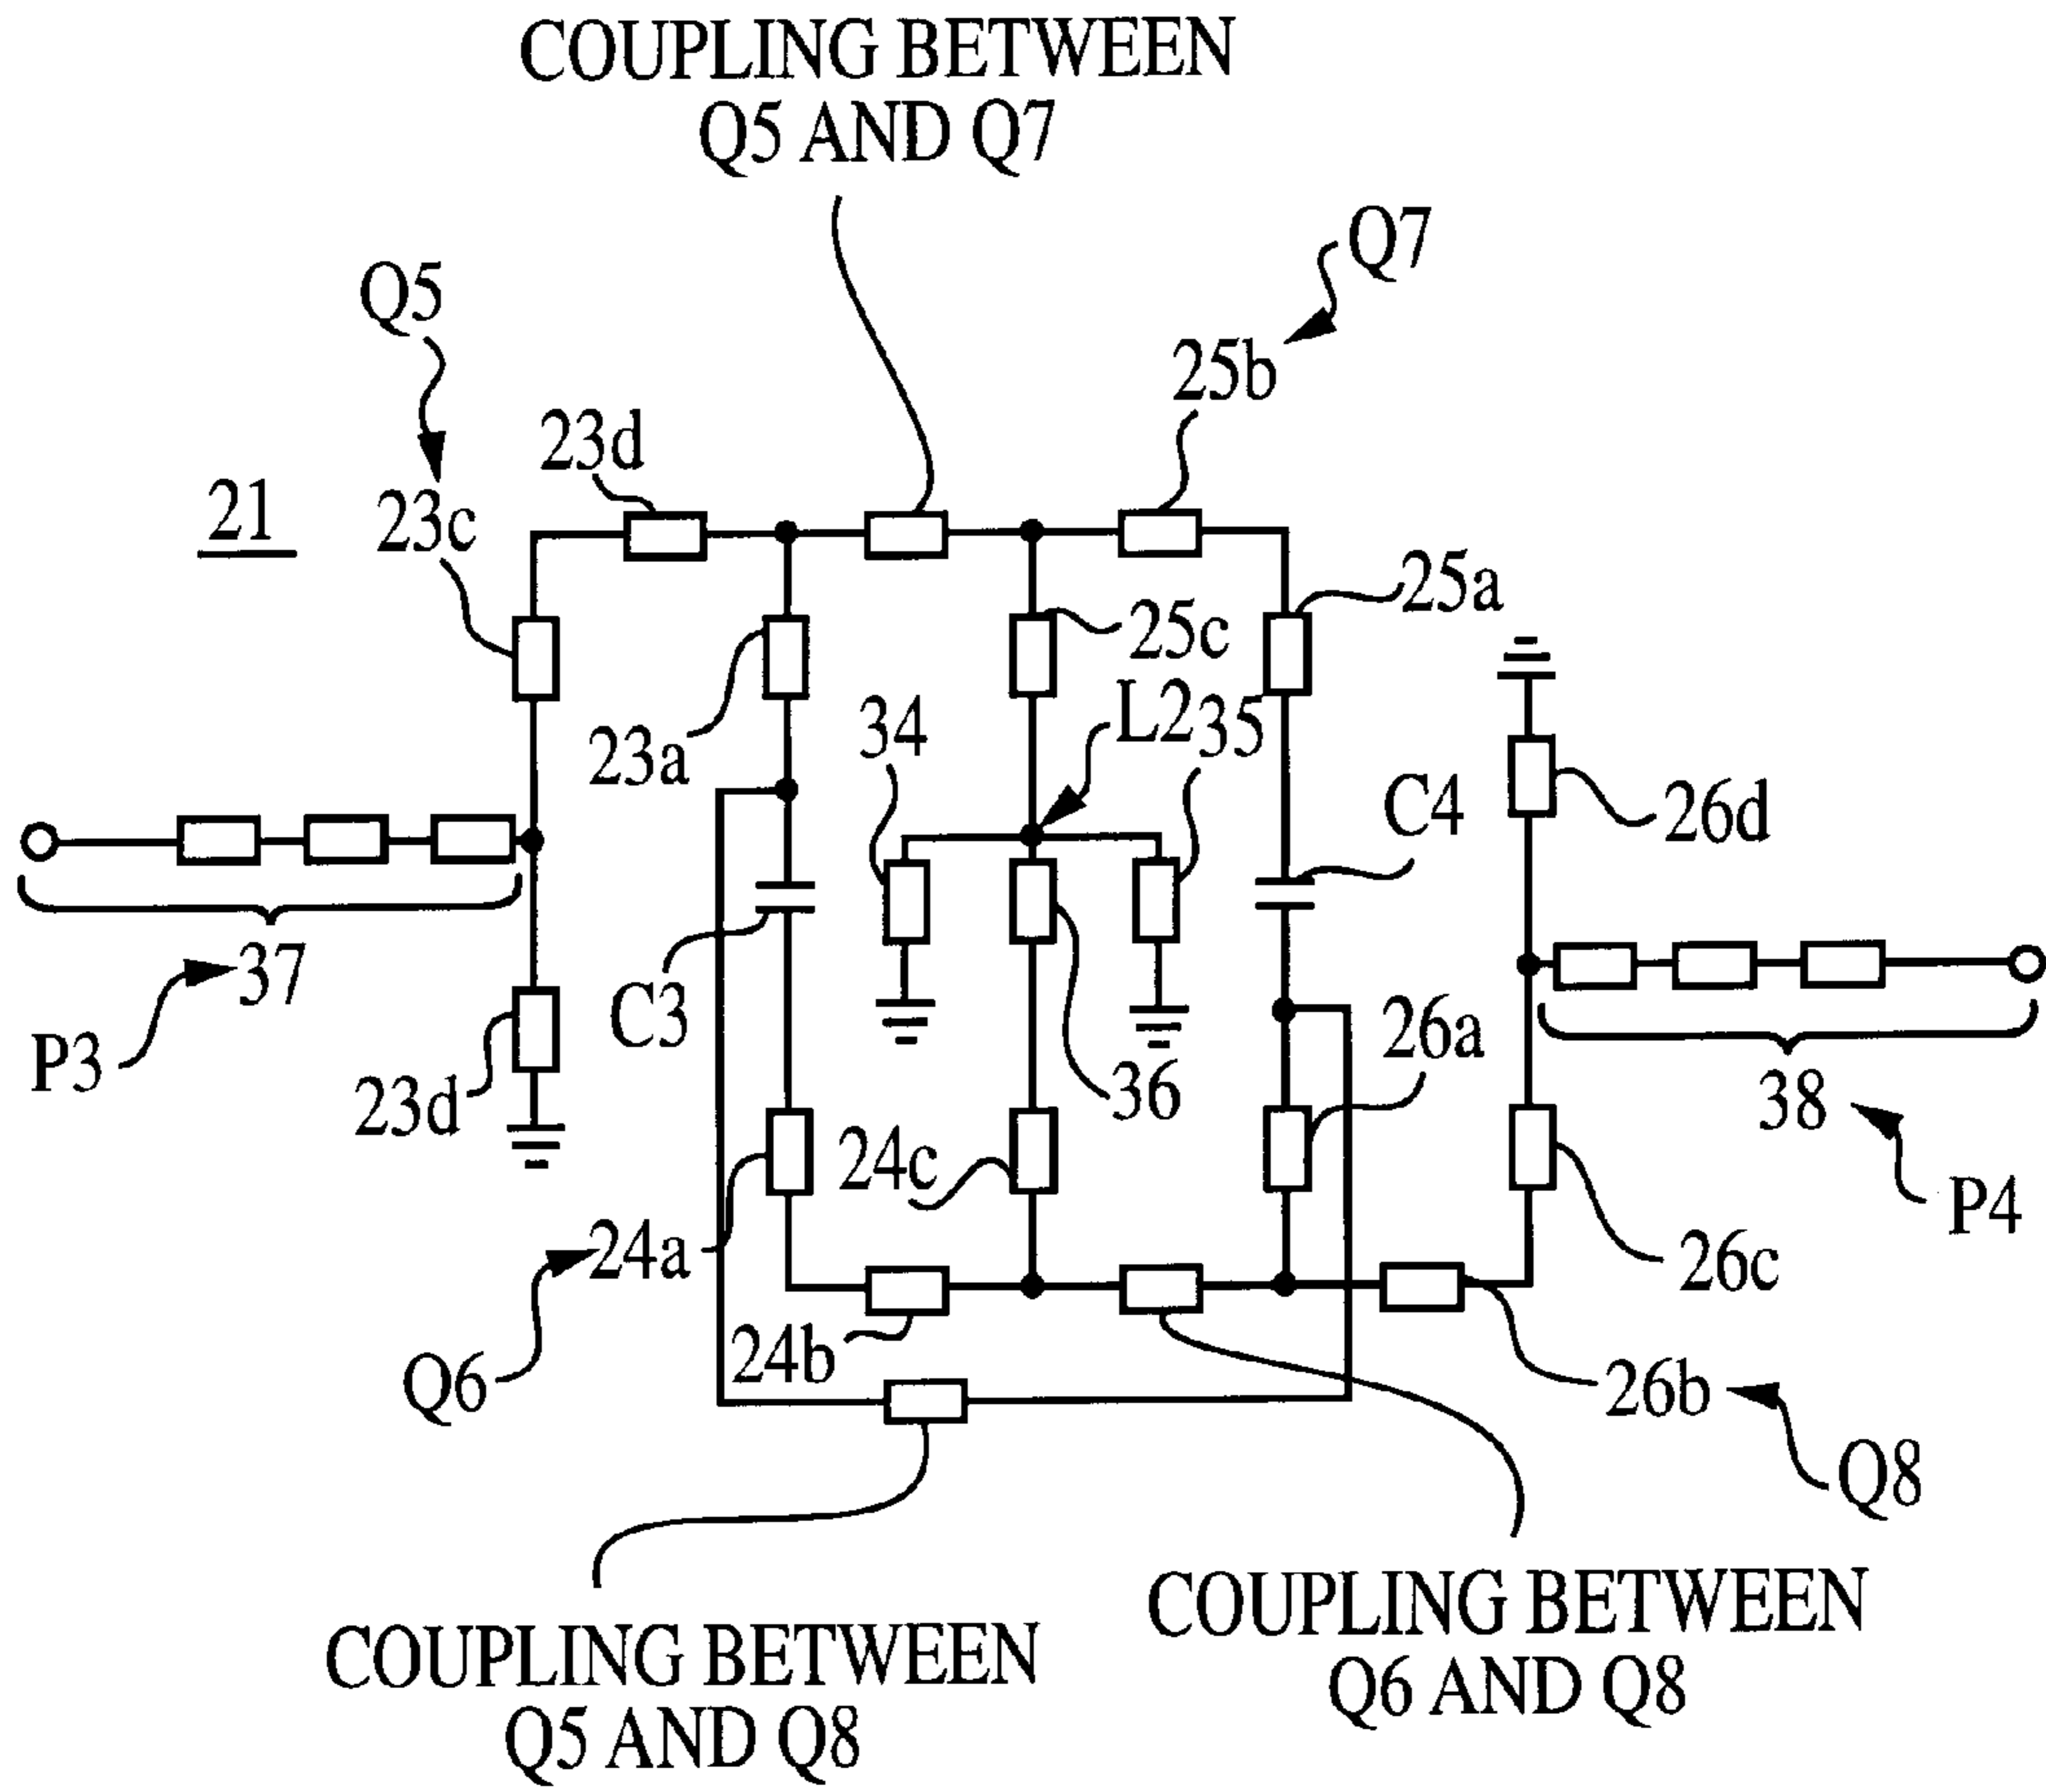 COUPLING BETWEEN
Q5 AND Q7
Q7
Q5
25b
23d
21
23c
25a
25c
L2
35
34
23a
C4
26d
37
C3
26a
P3
23d
36
38
24c
P4
24a
26c
24b
Q6
26b
Q8
COUPLING BETWEEN
Q6 AND Q8
COUPLING BETWEEN
Q5 AND Q8